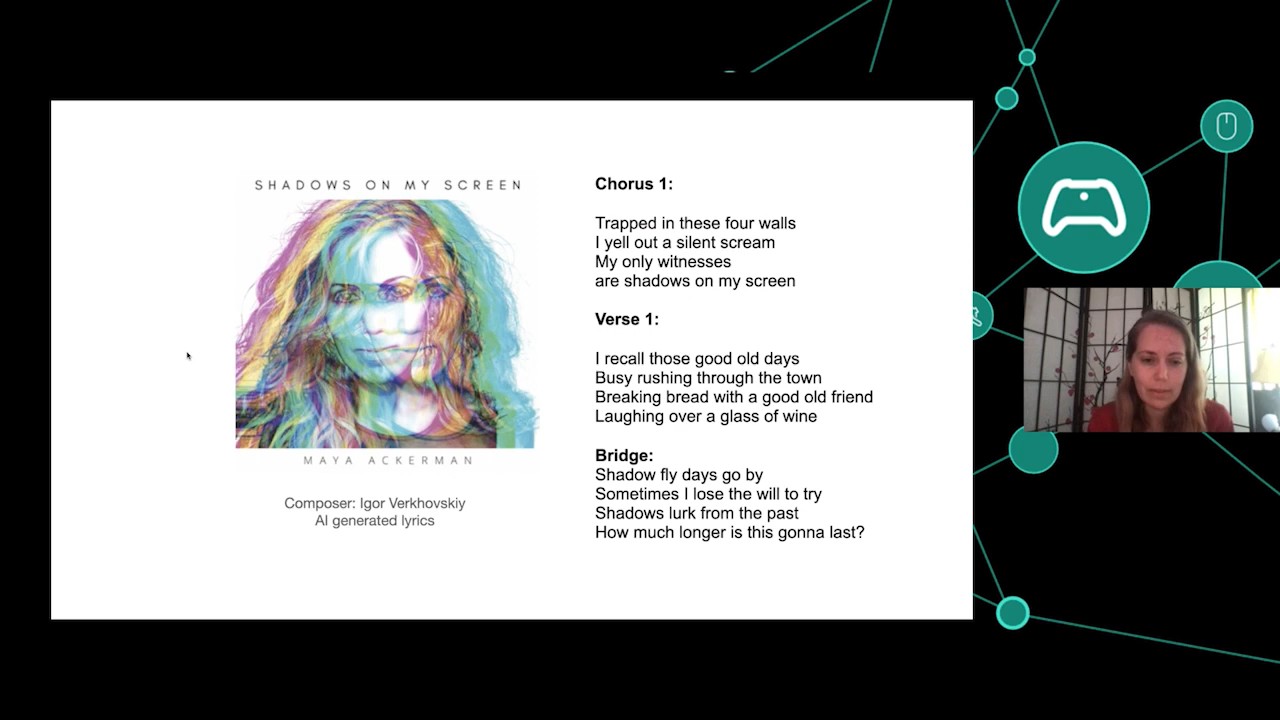 SHADOWS ON MY SCREEN
MAYA ACKERMAN
Composer: Igor Verkhovskiy
AI generated lyrics
Chorus 1:
Trapped in these four walls
I yell out a silent scream
My only witnesses
are shadows on my screen
Verse 1:
I recall those good old days
Busy rushing through the town
Breaking bread with a good old friend
Laughing over a glass of wine
Bridge:
Shadow fly days go by
Sometimes I lose the will to try
Shadows lurk from the past
How much longer is this gonna last?